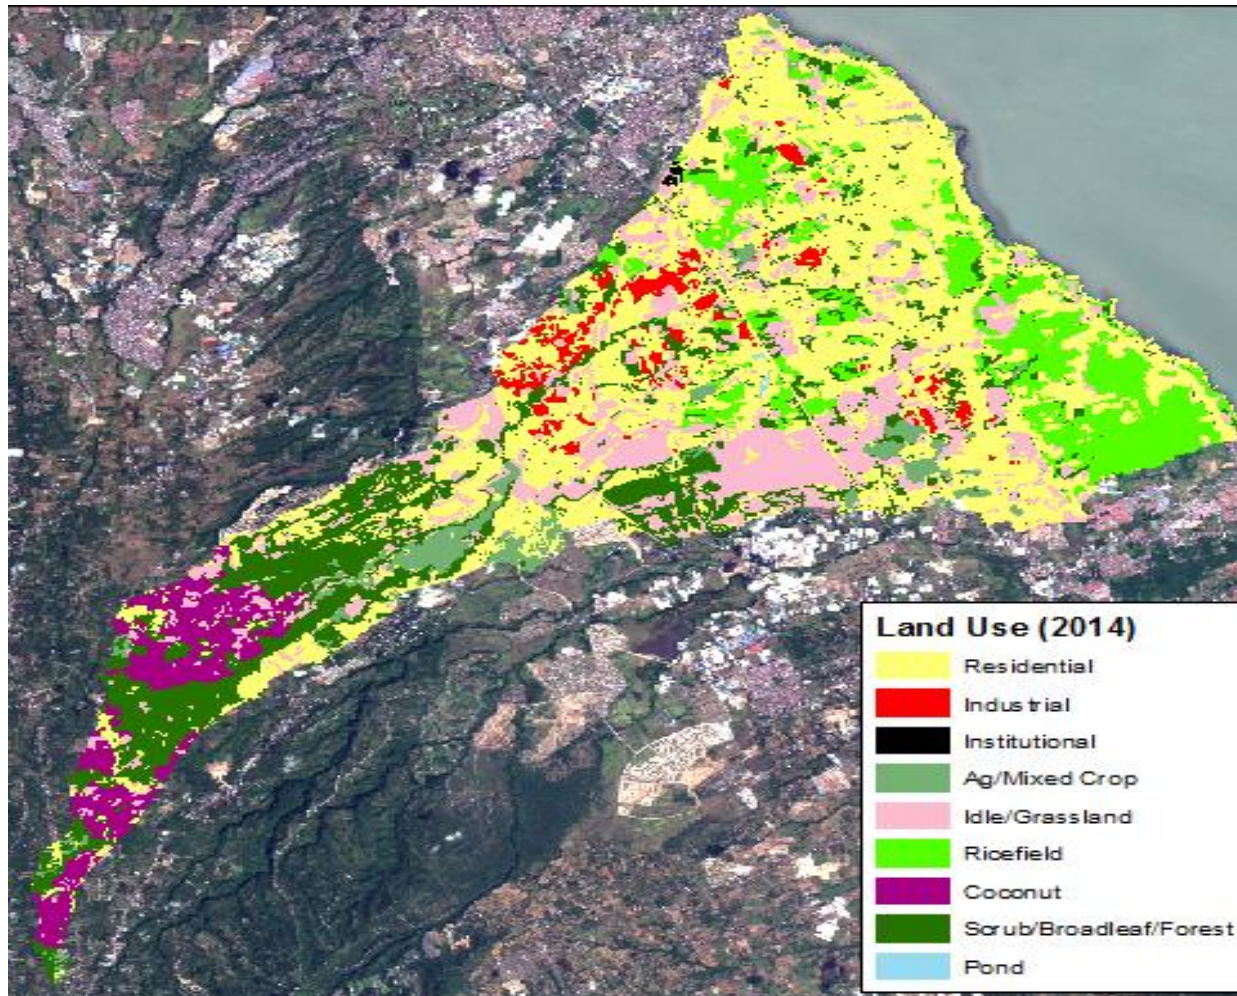 Land Use (2014)
Residential
Industrial
Institutional
Ag/Mixed Crop
Idle/Grassland
Ricefield
Coconut
Scrub/Broadleaf/Forest
Pond